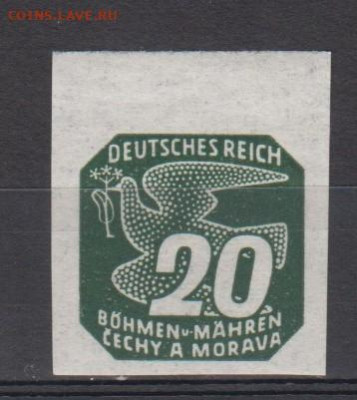 COINS.LAVE.RU
DEUTSCHES REICH
20
BÖHMEN u. MÄHREN
ČECHY A MORAVA